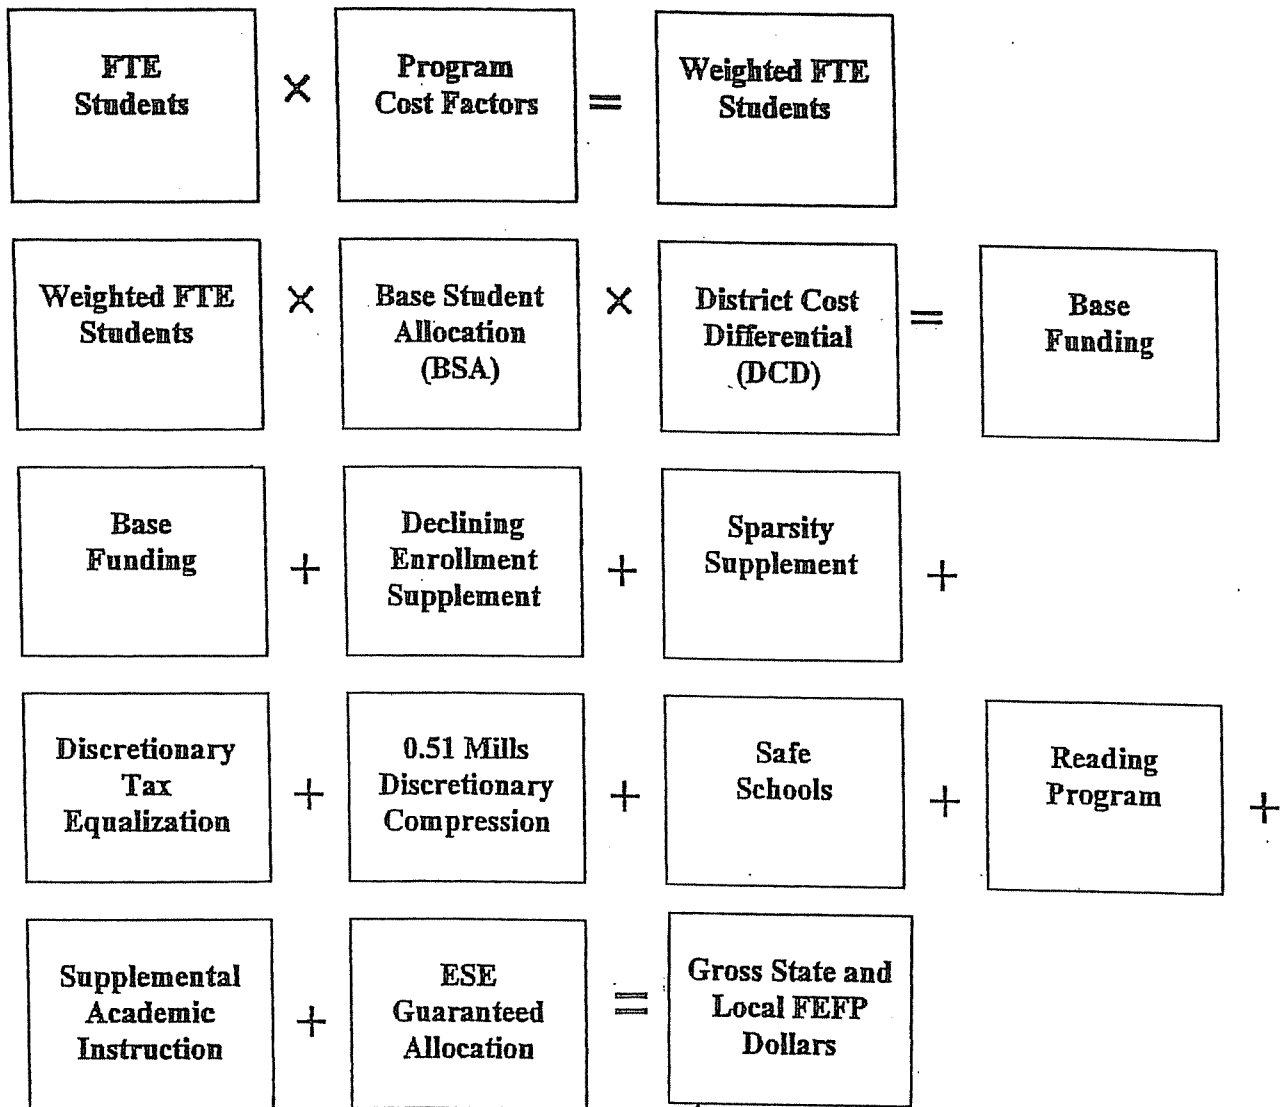 FTE
Students
×
Program
Cost Factors
=
Weighted FTE
Students
Weighted FTE
Students
×
Base Student
Allocation
(BSA)
×
District Cost
Differential
(DCD)
=
Base
Funding
Base
Funding
+
Declining
Enrollment
Supplement
+
Sparsity
Supplement
+
Discretionary
Tax
Equalization
+
0.51 Mills
Discretionary
Compression
+
Safe
Schools
+
Reading
Program
+
Supplemental
Academic
Instruction
+
ESE
Guaranteed
Allocation
=
Gross State and
Local FEFP
Dollars